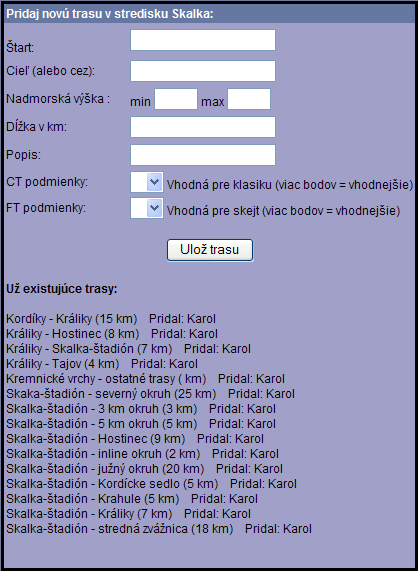 Pridaj novú trasu v stredisku Skalka:
Štart:
Cieľ (alebo cez):
Nadmorská výška : min max
Dĺžka v km:
Popis:
CT podmienky: Vhodná pre klasiku (viac bodov = vhodnejšie)
FT podmienky: Vhodná pre skejt (viac bodov = vhodnejšie)
Ulož trasu
Už existujúce trasy:
Kordíky - Králiky (15 km) Pridal: Karol
Králiky - Hostinec (8 km) Pridal: Karol
Králiky - Skalka-štadión (7 km) Pridal: Karol
Králiky - Tajov (4 km) Pridal: Karol
Kremnické vrchy - ostatné trasy ( km) Pridal: Karol
Skaka-štadión - severný okruh (25 km) Pridal: Karol
Skalka-štadión - 3 km okruh (3 km) Pridal: Karol
Skalka-štadión - 5 km okruh (5 km) Pridal: Karol
Skalka-štadión - Hostinec (9 km) Pridal: Karol
Skalka-štadión - inline okruh (2 km) Pridal: Karol
Skalka-štadión - južný okruh (20 km) Pridal: Karol
Skalka-štadión - Kordícke sedlo (5 km) Pridal: Karol
Skalka-štadión - Krahule (5 km) Pridal: Karol
Skalka-štadión - Králiky (7 km) Pridal: Karol
Skalka-štadión - stredná zvážnica (18 km) Pridal: Karol